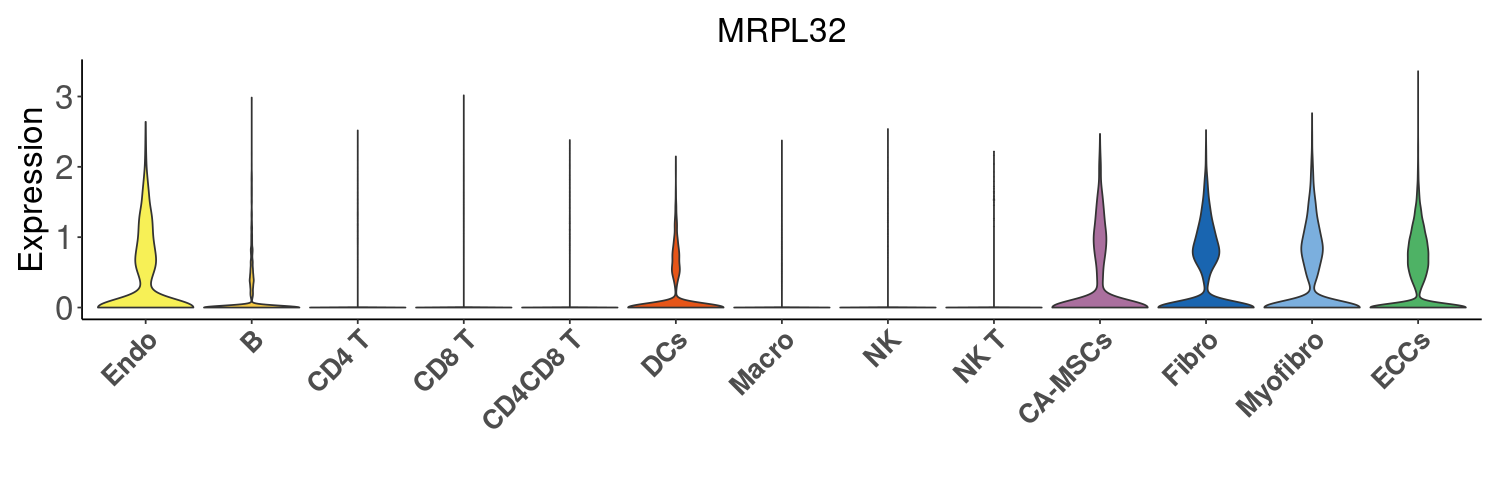 MRPL32
Expression
3
2
1
0
Endo
B
CD4 T
CD8 T
CD4CD8 T
DCs
Macro
NK
NK T
CA-MSCs
Fibro
Myofibro
ECCs